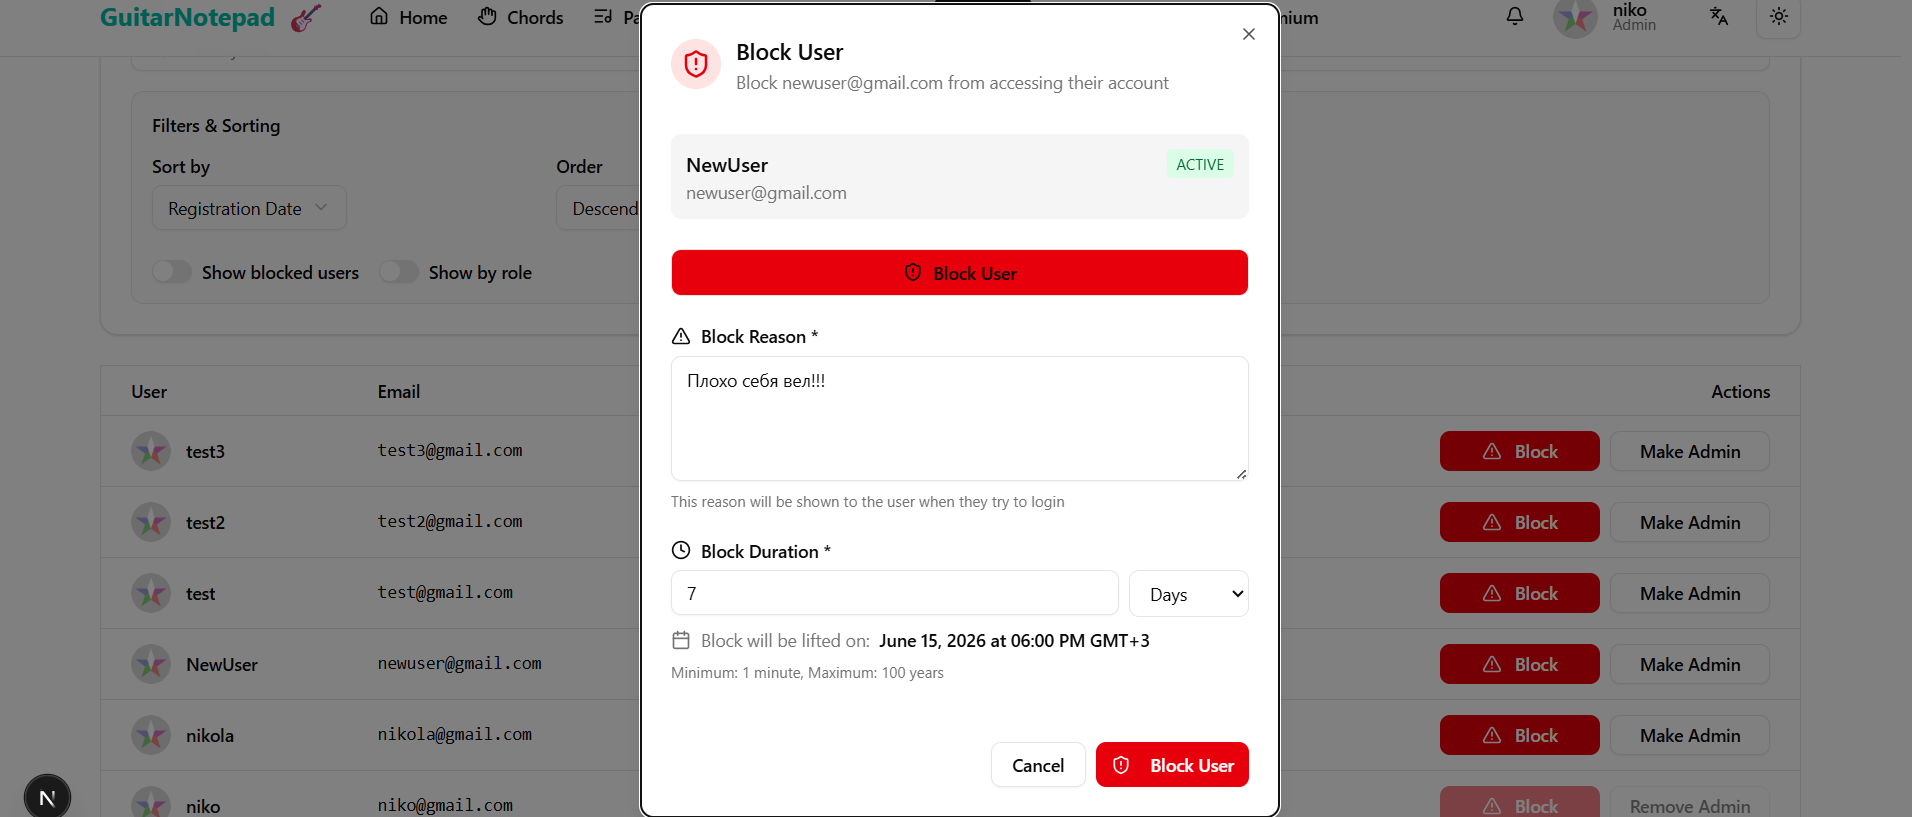 GuitarNotepad
Home
Chords
niko
Admin
Filters & Sorting
Sort by
Order
Registration Date
Show blocked users
Show by role
Block User
Block newuser@gmail.com from accessing their account
NewUser
ACTIVE
newuser@gmail.com
Block User
Block Reason *
Плохо себя вел!!!
This reason will be shown to the user when they try to login
Block Duration *
7
Days
Block will be lifted on: June 15, 2026 at 06:00 PM GMT+3
Minimum: 1 minute, Maximum: 100 years
Cancel
Block User
User
Email
Actions
test3
test3@gmail.com
Block
Make Admin
test2
test2@gmail.com
Block
Make Admin
test
test@gmail.com
Block
Make Admin
NewUser
newuser@gmail.com
Block
Make Admin
nikola
nikola@gmail.com
Block
Make Admin
niko
niko@gmail.com
Block
Remove Admin
N